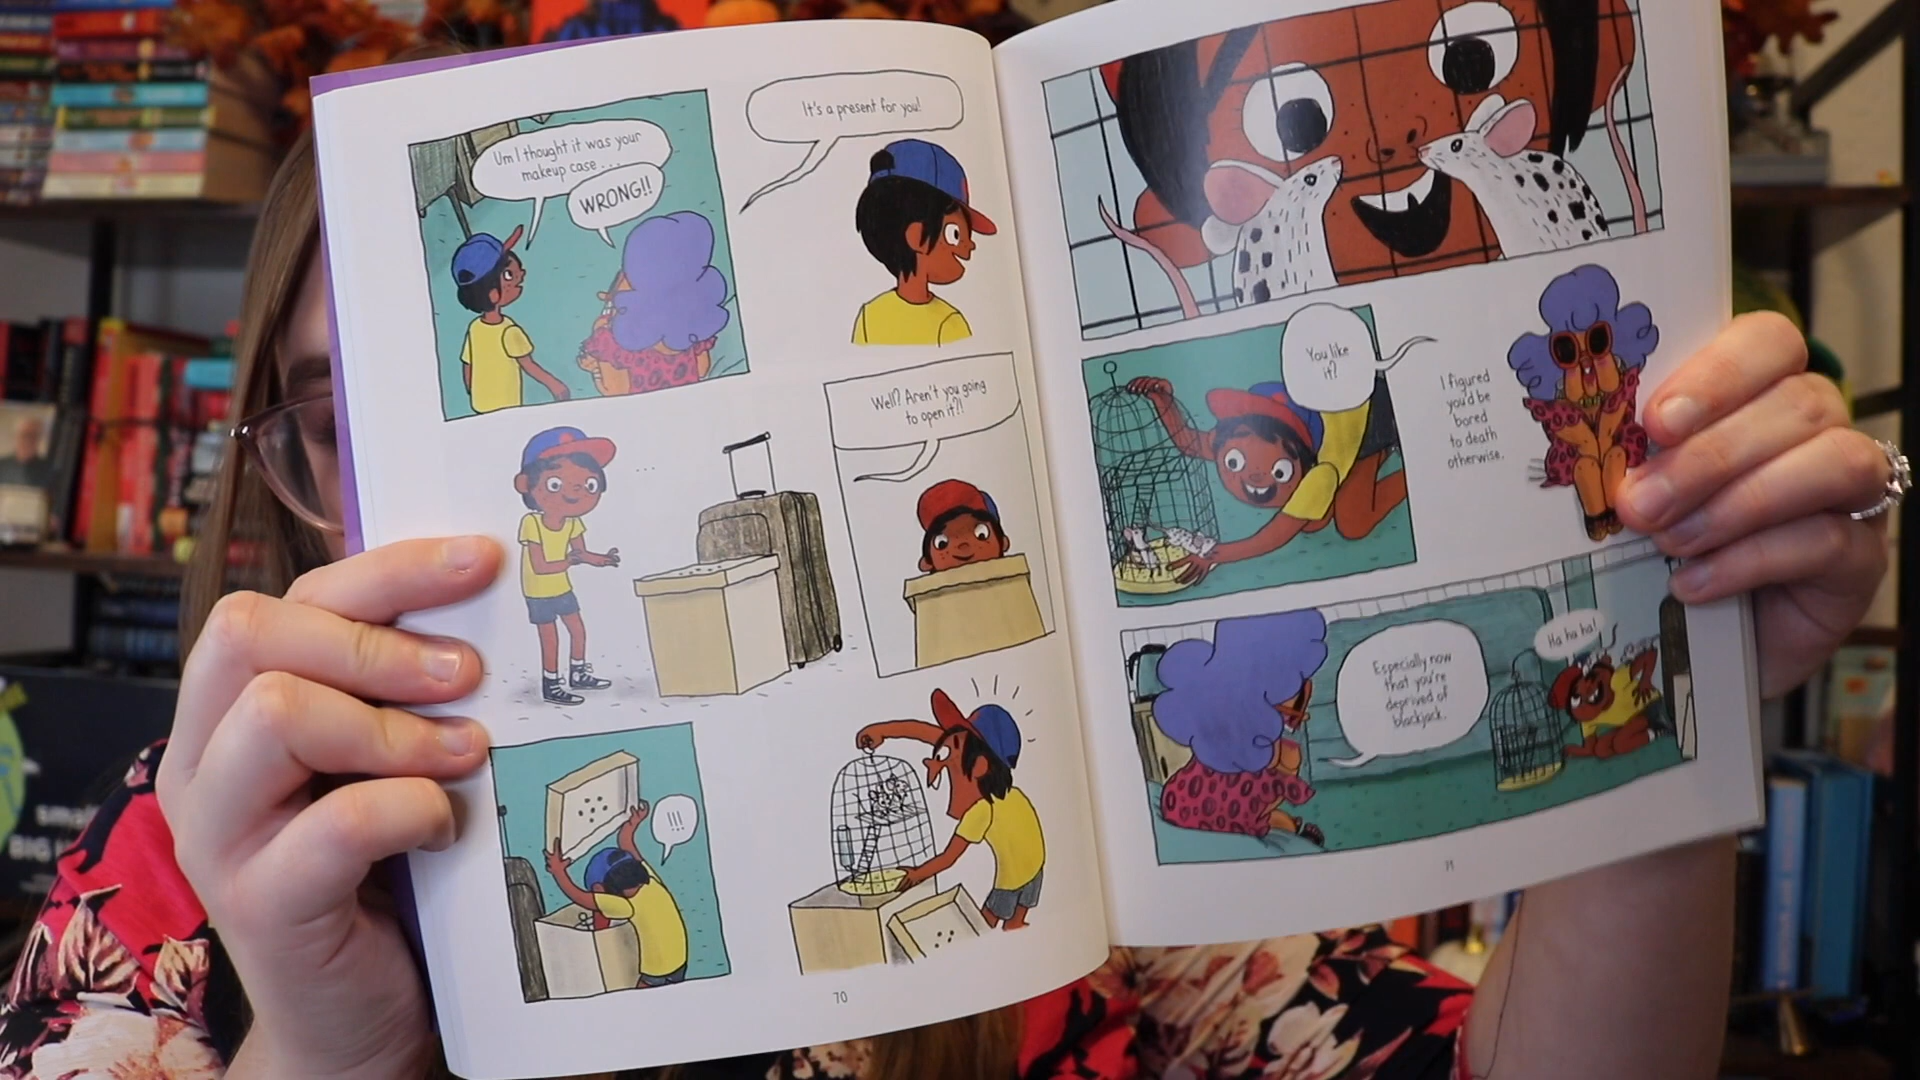 Um I thought it was your
makeup case...
WRONG!!
It's a present for you!
...
Well? Aren't you going
to open it?!
!!!
70
You like
it?
I figured
you'd be
bored
to death
otherwise.
Especially now
that you're
deprived of
blackjack.
Ha ha ha!
71
small
BIG